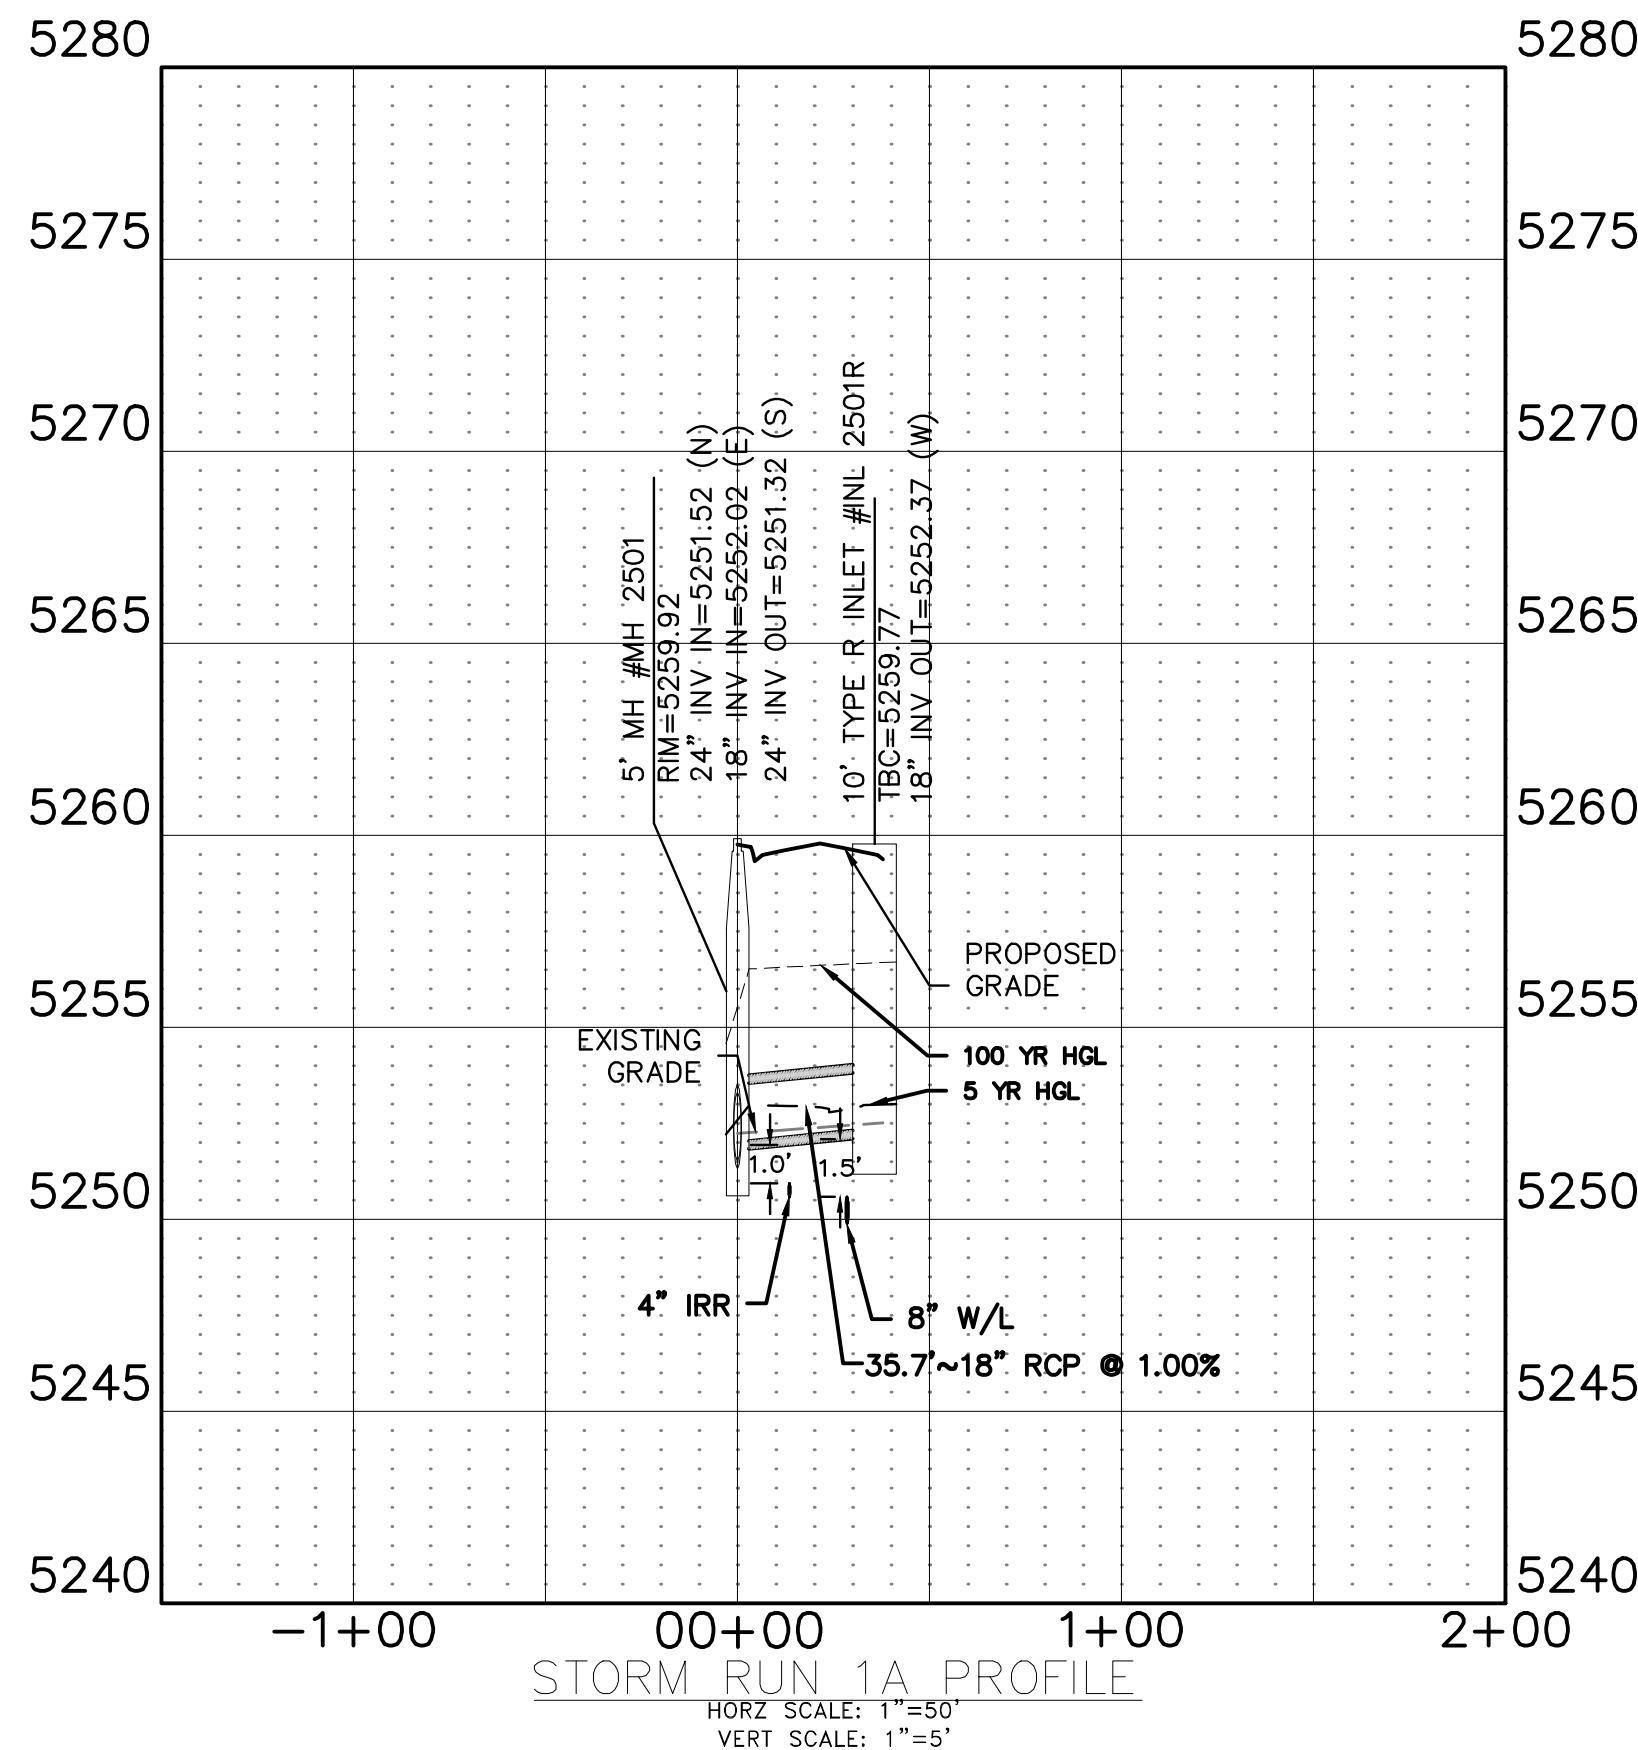 5280 5280
5275 5275
5270 5270
5265 5265
5260 5260
5255 5255
5250 5250
5245 5245
5240 5240
5' MH #MH 2501
RIM=5259.92
24" INV IN=5251.52 (N)
18" INV IN=5252.02 (E)
24" INV OUT=5251.32 (S)
10' TYPE R INLET #INL 2501R
TBC=5259.77
18" INV OUT=5252.37 (W)
PROPOSED
GRADE
EXISTING
GRADE
100 YR HGL
5 YR HGL
1.0'
1.5'
4" IRR
8" W/L
35.7'~18" RCP @ 1.00%
-1+00 00+00 1+00 2+00
STORM RUN 1A PROFILE
HORZ SCALE: 1"=50'
VERT SCALE: 1"=5'